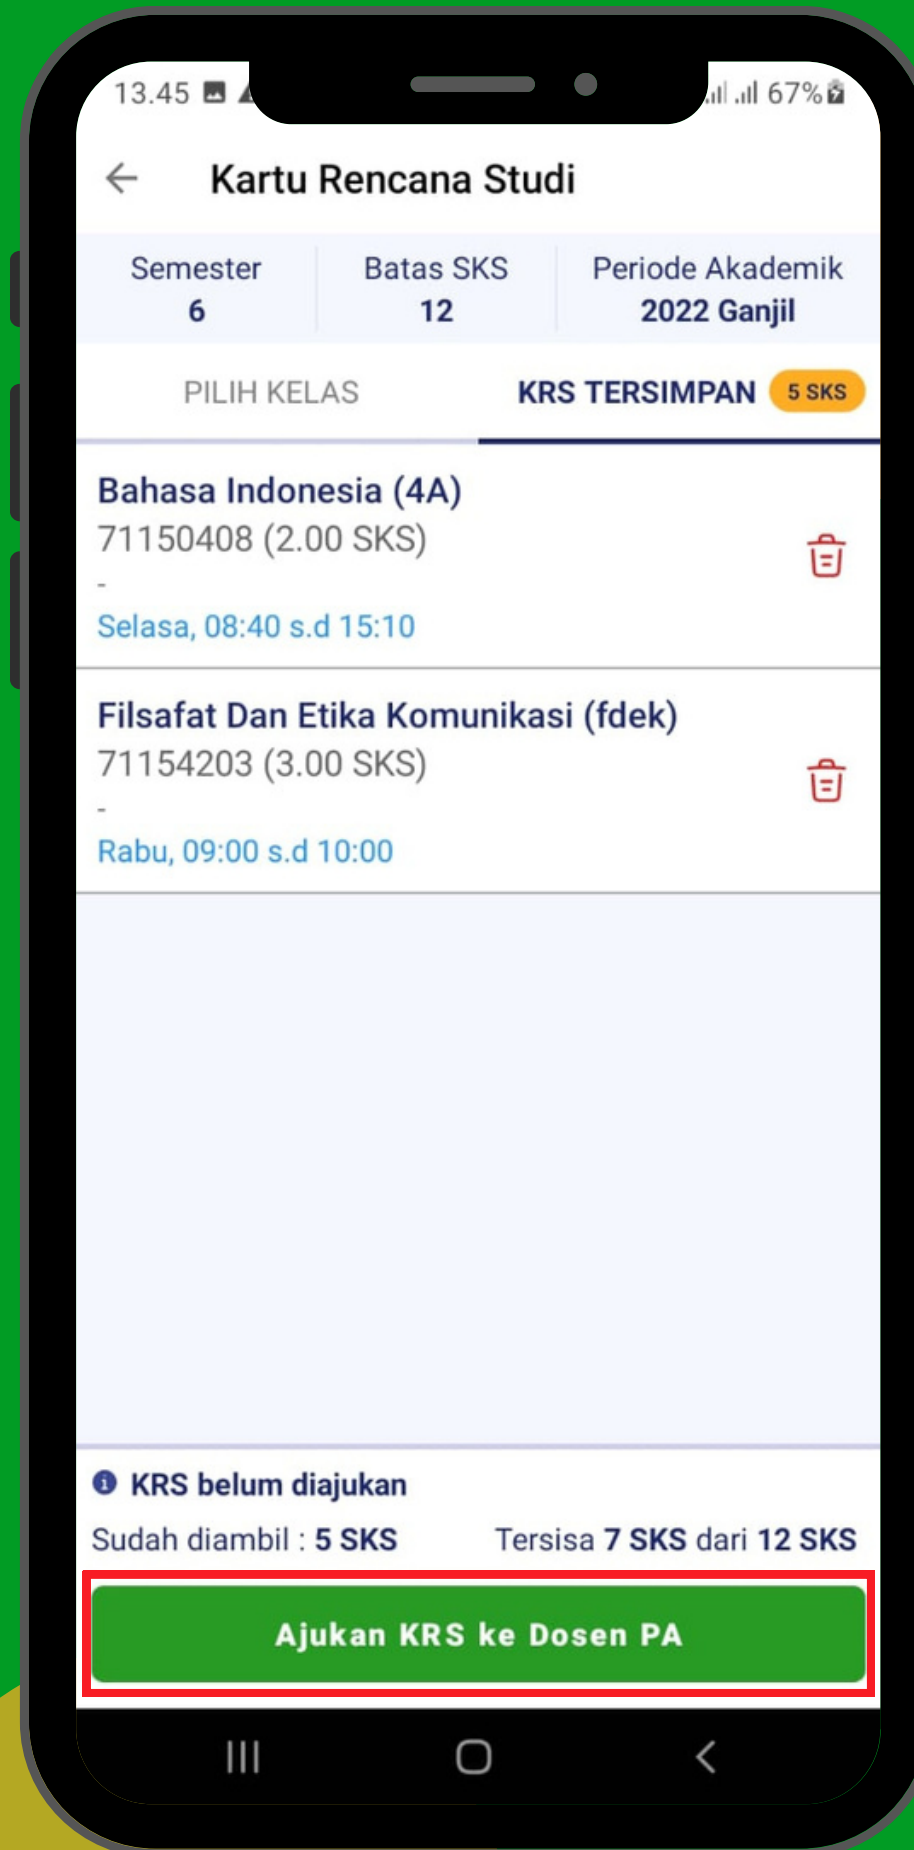 13.45 67%
Kartu Rencana Studi
Semester Batas SKS Periode Akademik
6 12 2022 Ganjil
PILIH KELAS KRS TERSIMPAN 5 SKS
Bahasa Indonesia (4A)
71150408 (2.00 SKS)
-
Selasa, 08:40 s.d 15:10
Filsafat Dan Etika Komunikasi (fdek)
71154203 (3.00 SKS)
-
Rabu, 09:00 s.d 10:00
KRS belum diajukan
Sudah diambil : 5 SKS Tersisa 7 SKS dari 12 SKS
Ajukan KRS ke Dosen PA